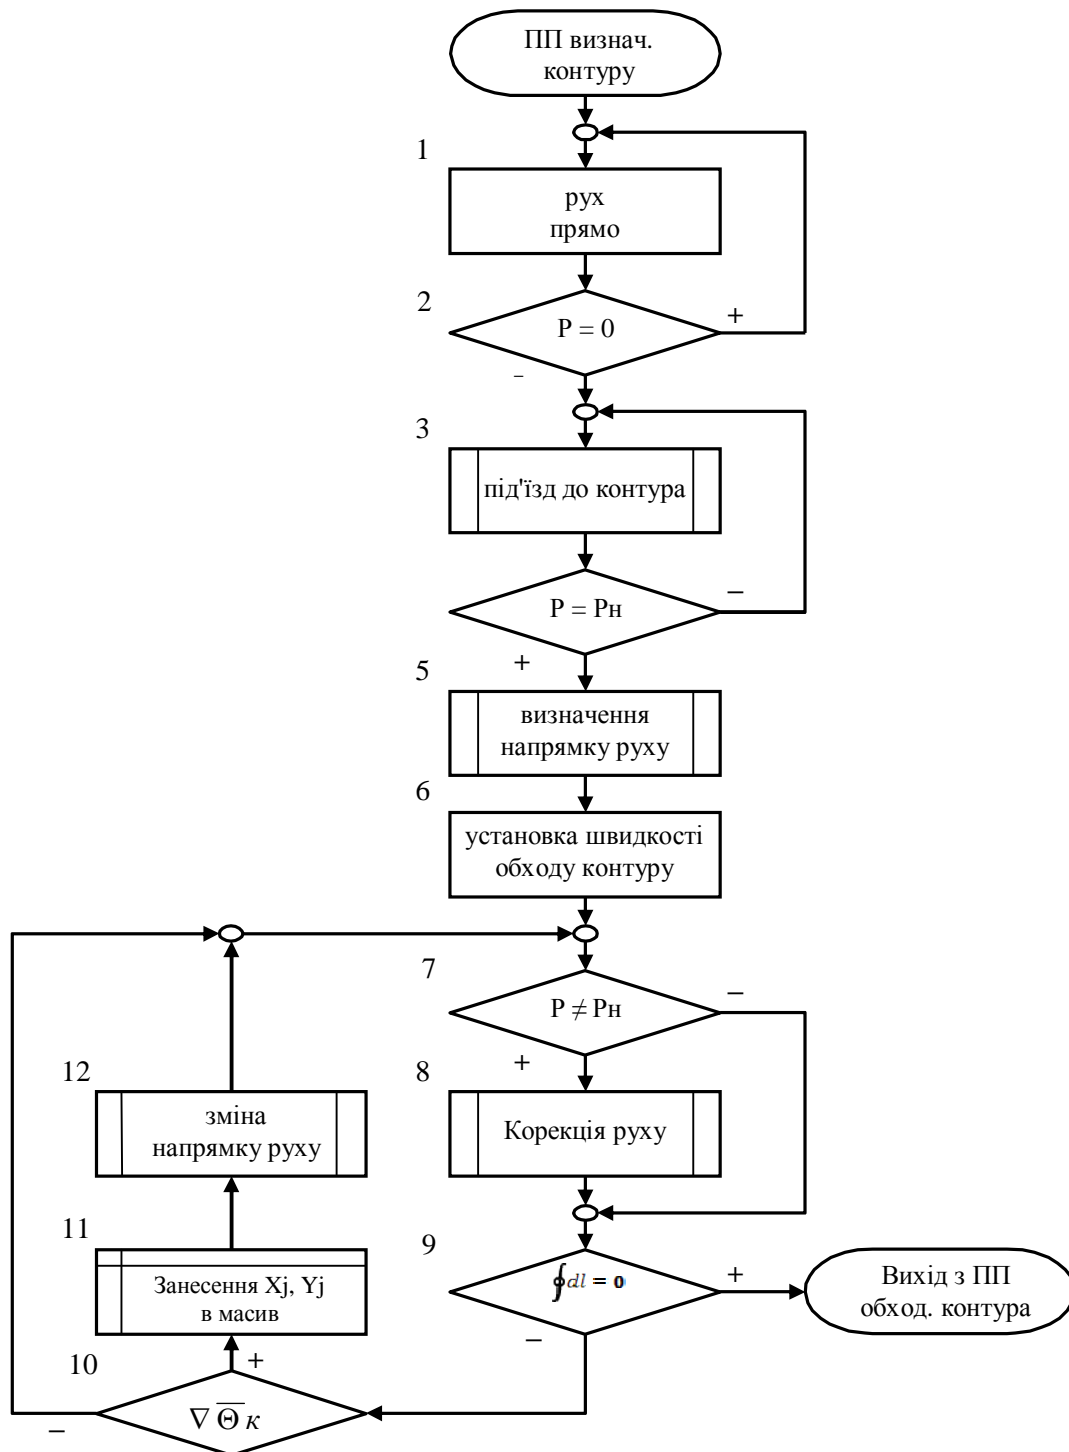 ПП визнач.
контуру
1
рух
прямо
2
P = 0
+
-
3
під'їзд до контура
P = Pн
–
+
5
визначення
напрямку руху
6
установка швидкості
обходу контуру
7
P ≠ Pн
–
+
8
Корекція руху
9
∮dl = 0
+
–
Вихід з ПП
обход. контура
10
∇ Θ̅ к
+
–
11
Занесення Xj, Yj
в масив
12
зміна
напрямку руху